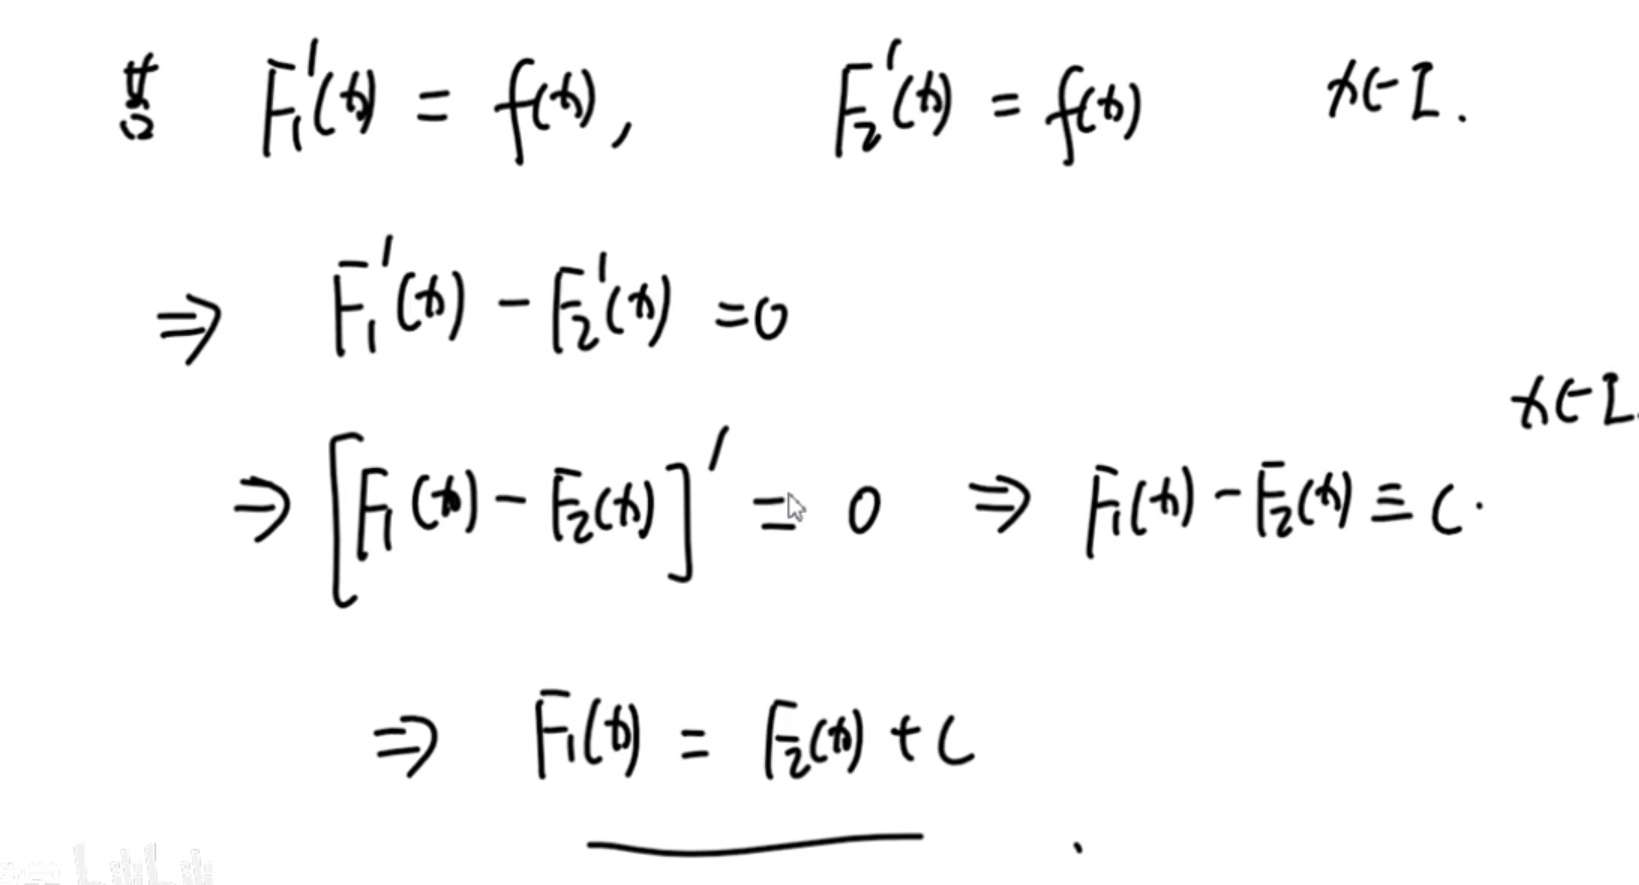 若 F₁'(x) = f(x), F₂'(x) = f(x) x∈I.
⇒ F₁'(x) - F₂'(x) = 0
x∈I.
⇒ [F₁(x) - F₂(x)]' = 0 ⇒ F₁(x) - F₂(x) ≡ C.
⇒ F₁(x) = F₂(x) + C